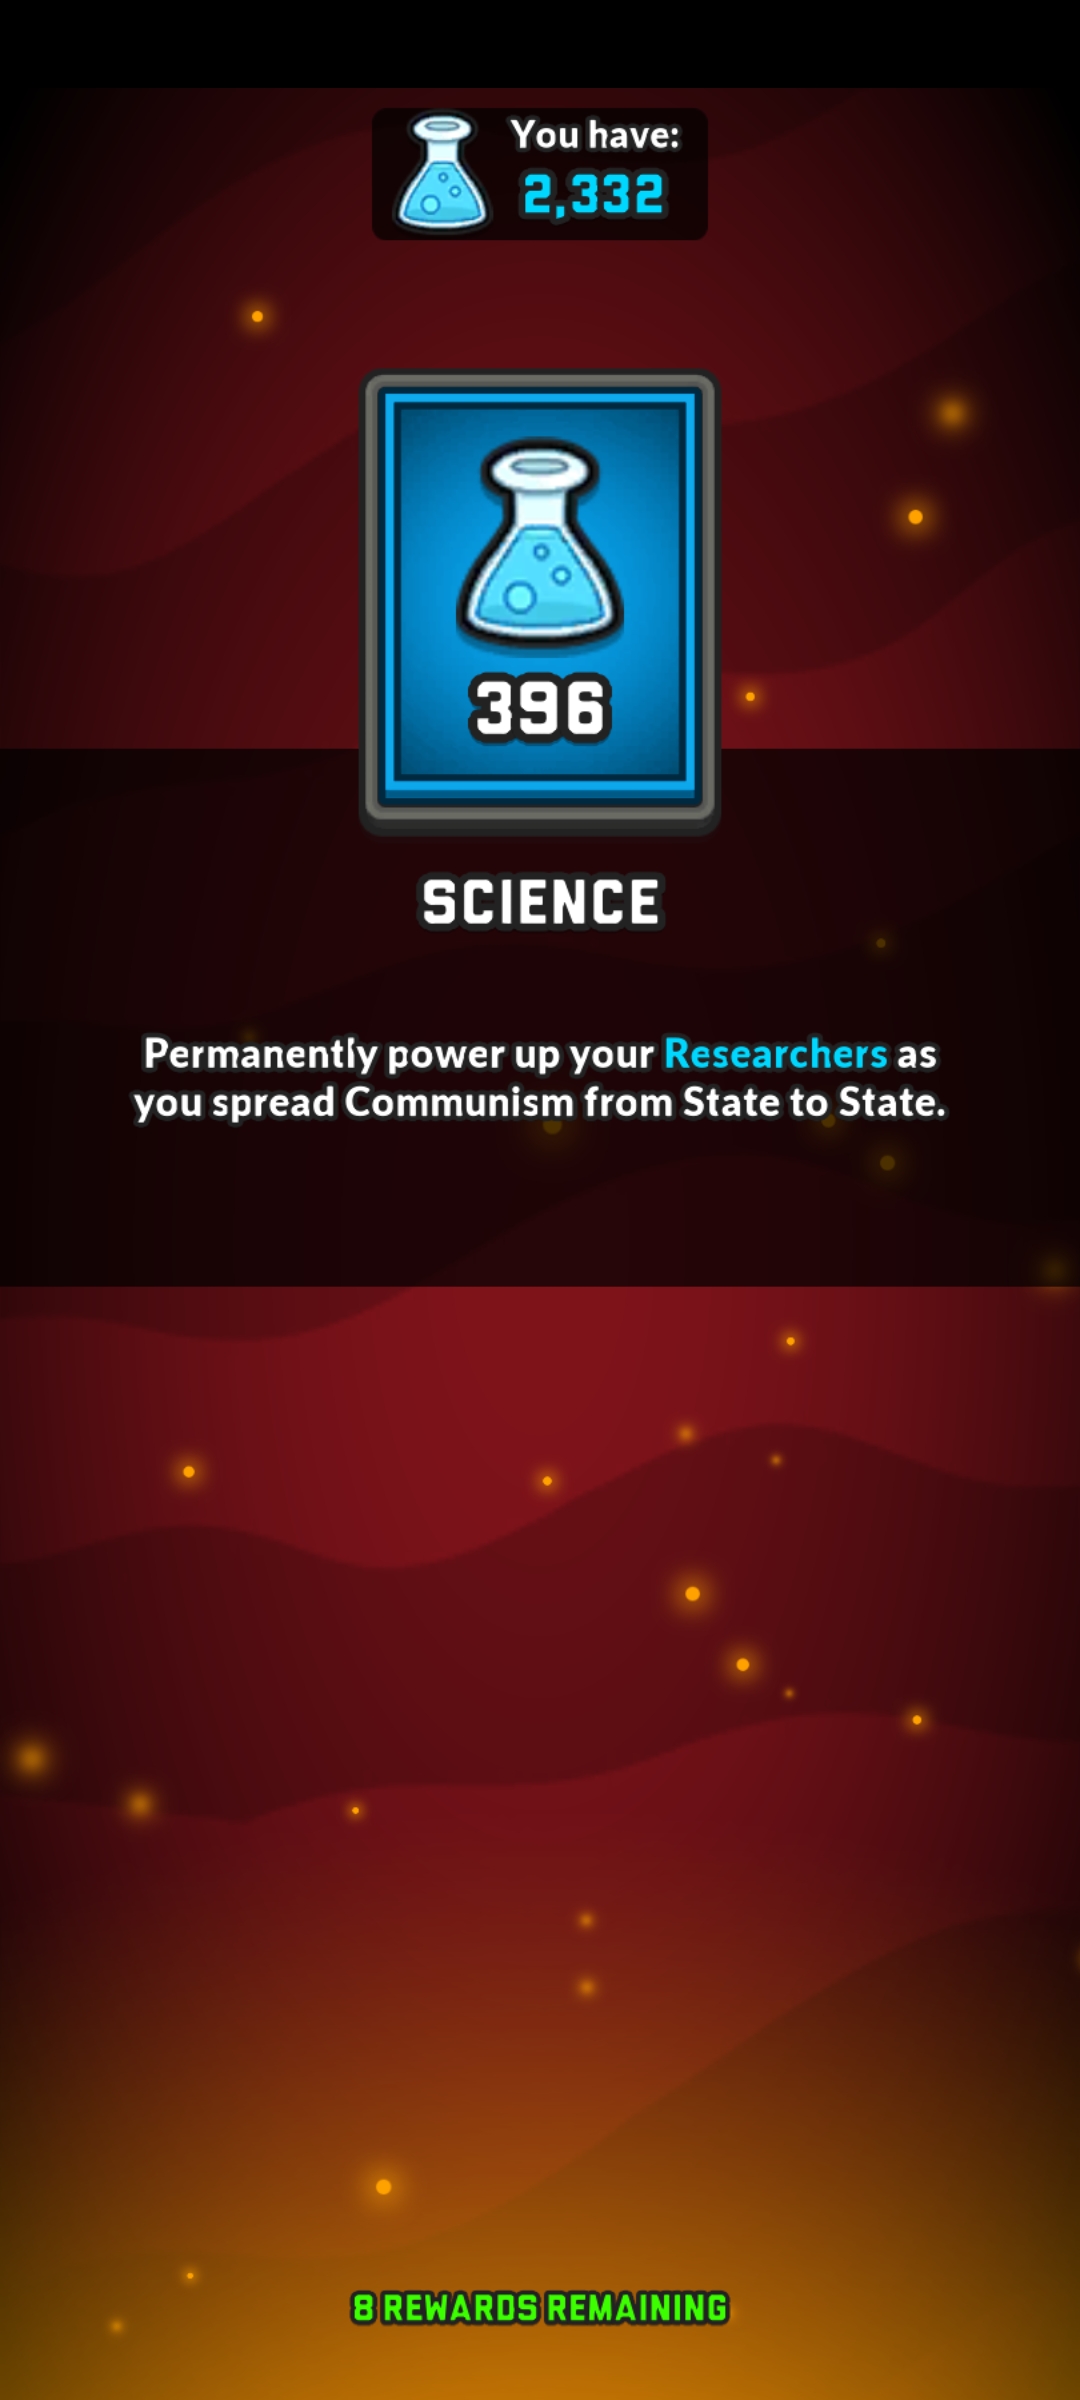 You have:
2,332
396
SCIENCE
Permanently power up your Researchers as
you spread Communism from State to State.
8 REWARDS REMAINING